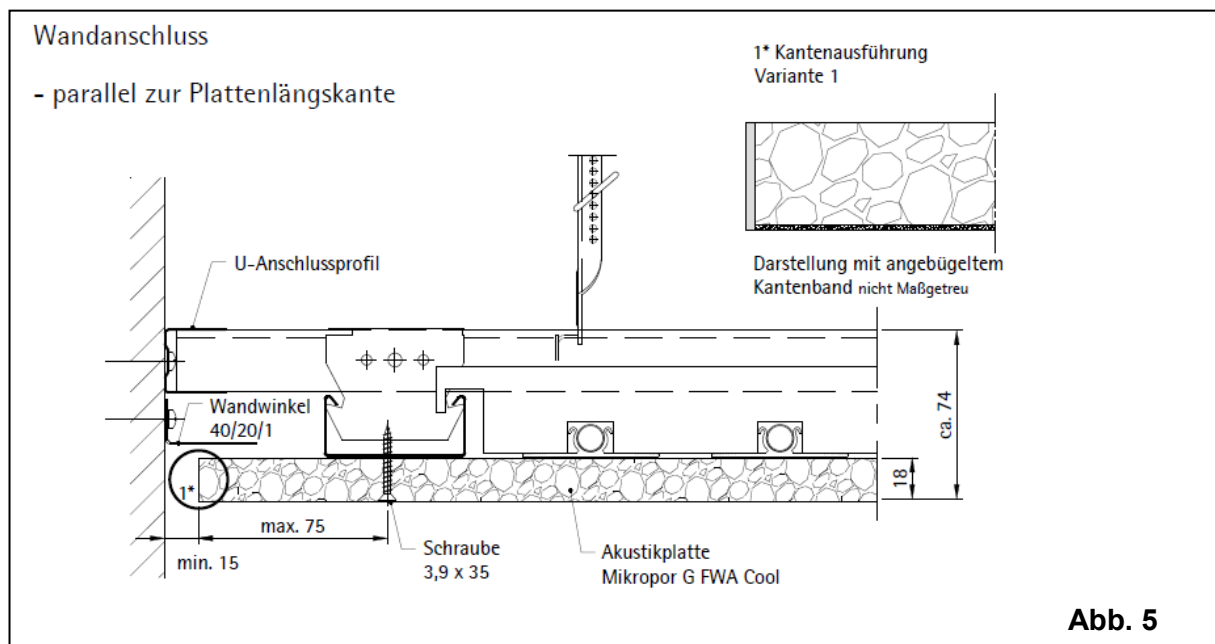 Wandanschluss
- parallel zur Plattenlängskante
1* Kantenausführung
Variante 1
Darstellung mit angebügeltem
Kantenband nicht Maßgetreu
U-Anschlussprofil
Wandwinkel
40/20/1
ca. 74
18
1*
max. 75
min. 15
Schraube
3,9 x 35
Akustikplatte
Mikropor G FWA Cool
Abb. 5